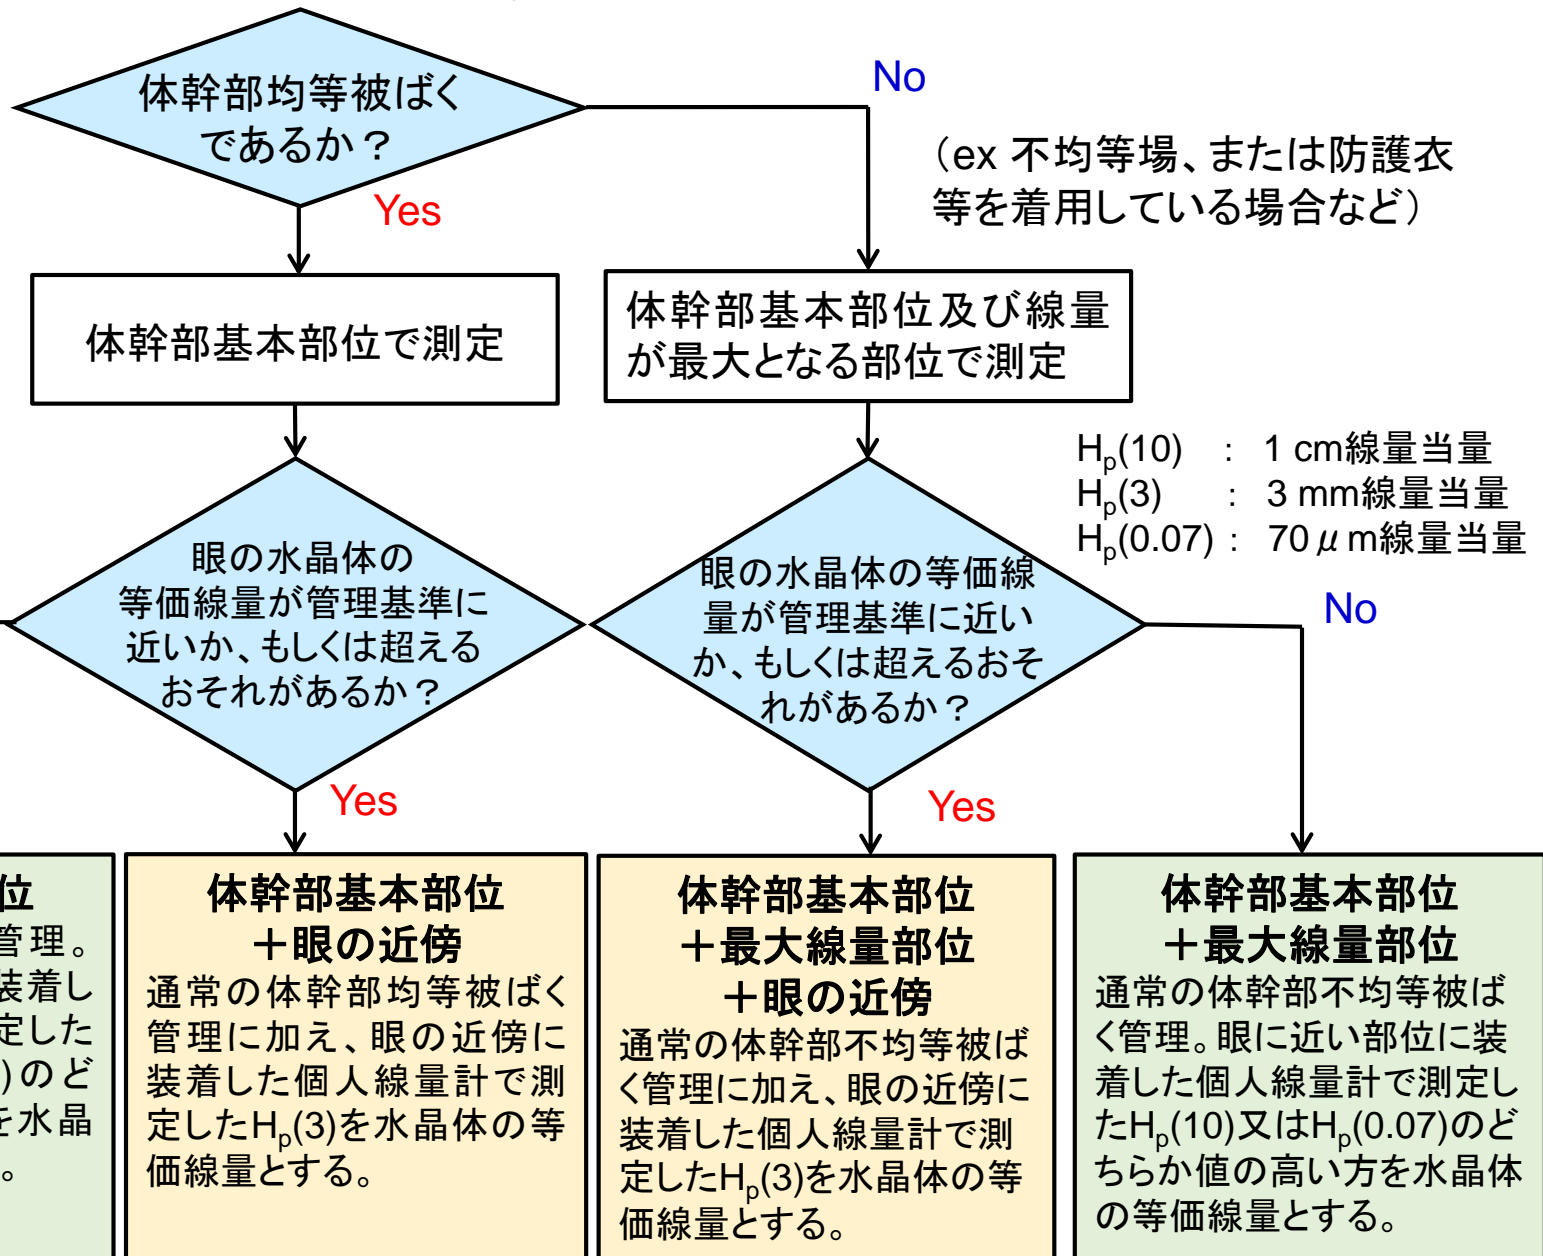 体幹部均等被ばく
であるか？
No
Yes
（ex 不均等場、または防護衣
等を着用している場合など）
体幹部基本部位で測定
体幹部基本部位及び線量
が最大となる部位で測定
Hp(10) ： 1 cm線量当量
Hp(3) ： 3 mm線量当量
Hp(0.07)： 70μm線量当量
眼の水晶体の
等価線量が管理基準に
近いか、もしくは超える
おそれがあるか？
眼の水晶体の等価線
量が管理基準に近い
か、もしくは超えるおそ
れがあるか？
No
Yes
Yes
位
管理。
装着し
定した
)のど
を水晶
。
体幹部基本部位
＋眼の近傍
通常の体幹部均等被ばく
管理に加え、眼の近傍に
装着した個人線量計で測
定したHp(3)を水晶体の等
価線量とする。
体幹部基本部位
＋最大線量部位
＋眼の近傍
通常の体幹部不均等被ば
く管理に加え、眼の近傍に
装着した個人線量計で測
定したHp(3)を水晶体の等
価線量とする。
体幹部基本部位
＋最大線量部位
通常の体幹部不均等被ば
く管理。眼に近い部位に装
着した個人線量計で測定し
たHp(10)又はHp(0.07)のど
ちらか値の高い方を水晶体
の等価線量とする。